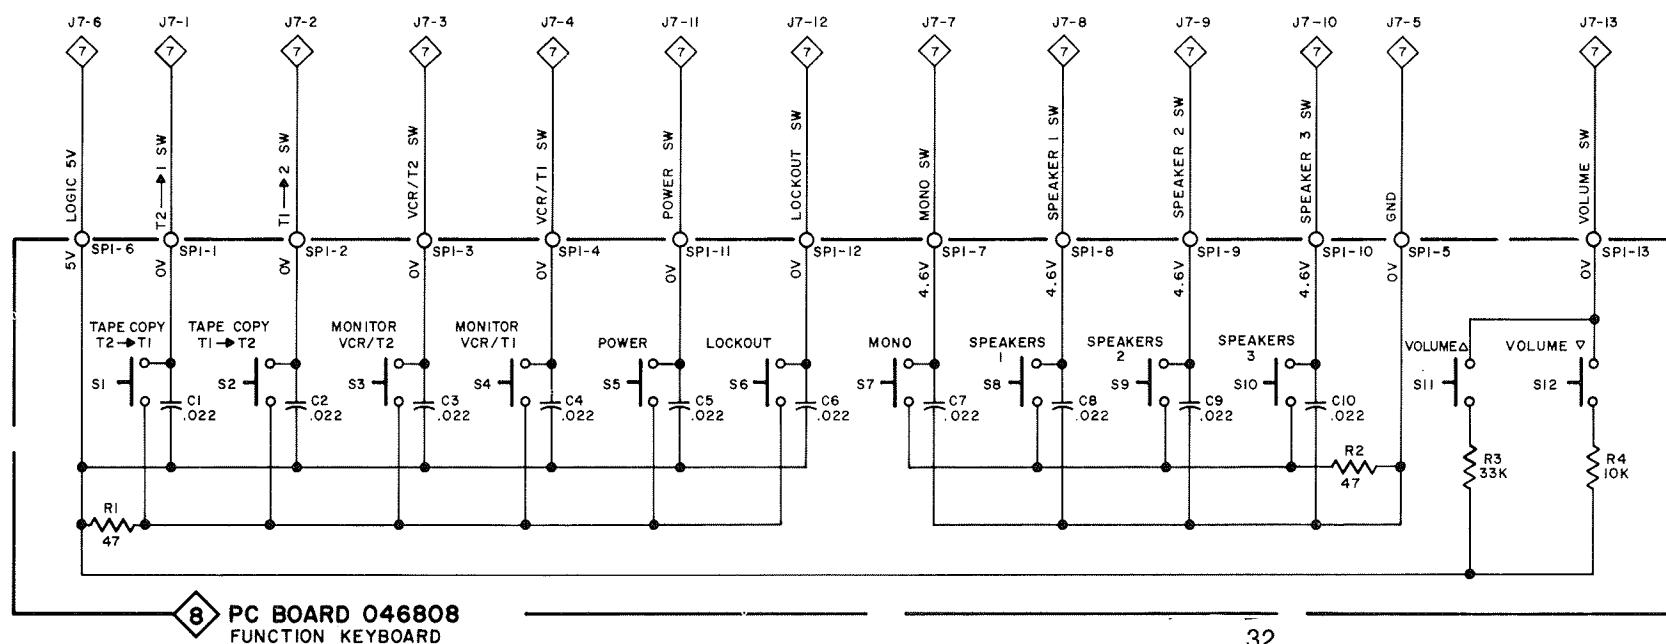 J7-6 J7-1 J7-2 J7-3 J7-4 J7-11 J7-12 J7-7 J7-8 J7-9 J7-10 J7-5 J7-13
7 7 7 7 7 7 7 7 7 7 7 7 7
LOGIC 5V
T2→1 SW
T1→2 SW
VCR/T2 SW
VCR/T1 SW
POWER SW
LOCKOUT SW
MONO SW
SPEAKER 1 SW
SPEAKER 2 SW
SPEAKER 3 SW
GND
VOLUME SW
SP1-6 SP1-1 SP1-2 SP1-3 SP1-4 SP1-11 SP1-12 SP1-7 SP1-8 SP1-9 SP1-10 SP1-5 SP1-13
5V 0V 0V 0V 0V 0V 0V 4.6V 4.6V 4.6V 4.6V 0V 0V
TAPE COPY
T2→T1
TAPE COPY
T1→T2
MONITOR
VCR/T2
MONITOR
VCR/T1
POWER
LOCKOUT
MONO
SPEAKERS
1
SPEAKERS
2
SPEAKERS
3
VOLUME△
VOLUME ▽
S1 S2 S3 S4 S5 S6 S7 S8 S9 S10 S11 S12
C1
.022
C2
.022
C3
.022
C4
.022
C5
.022
C6
.022
C7
.022
C8
.022
C9
.022
C10
.022
R2
47
R3
33K
R4
10K
R1
47
8 PC BOARD 046808
FUNCTION KEYBOARD
32